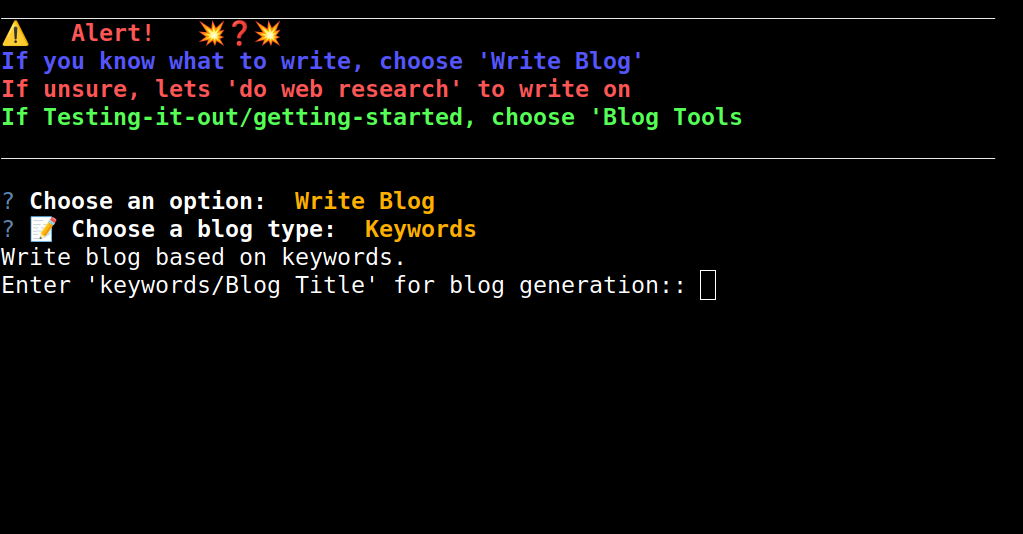 ⚠️ Alert! 💥❓💥
If you know what to write, choose 'Write Blog'
If unsure, lets 'do web research' to write on
If Testing-it-out/getting-started, choose 'Blog Tools
? Choose an option: Write Blog
? 📝 Choose a blog type: Keywords
Write blog based on keywords.
Enter 'keywords/Blog Title' for blog generation::